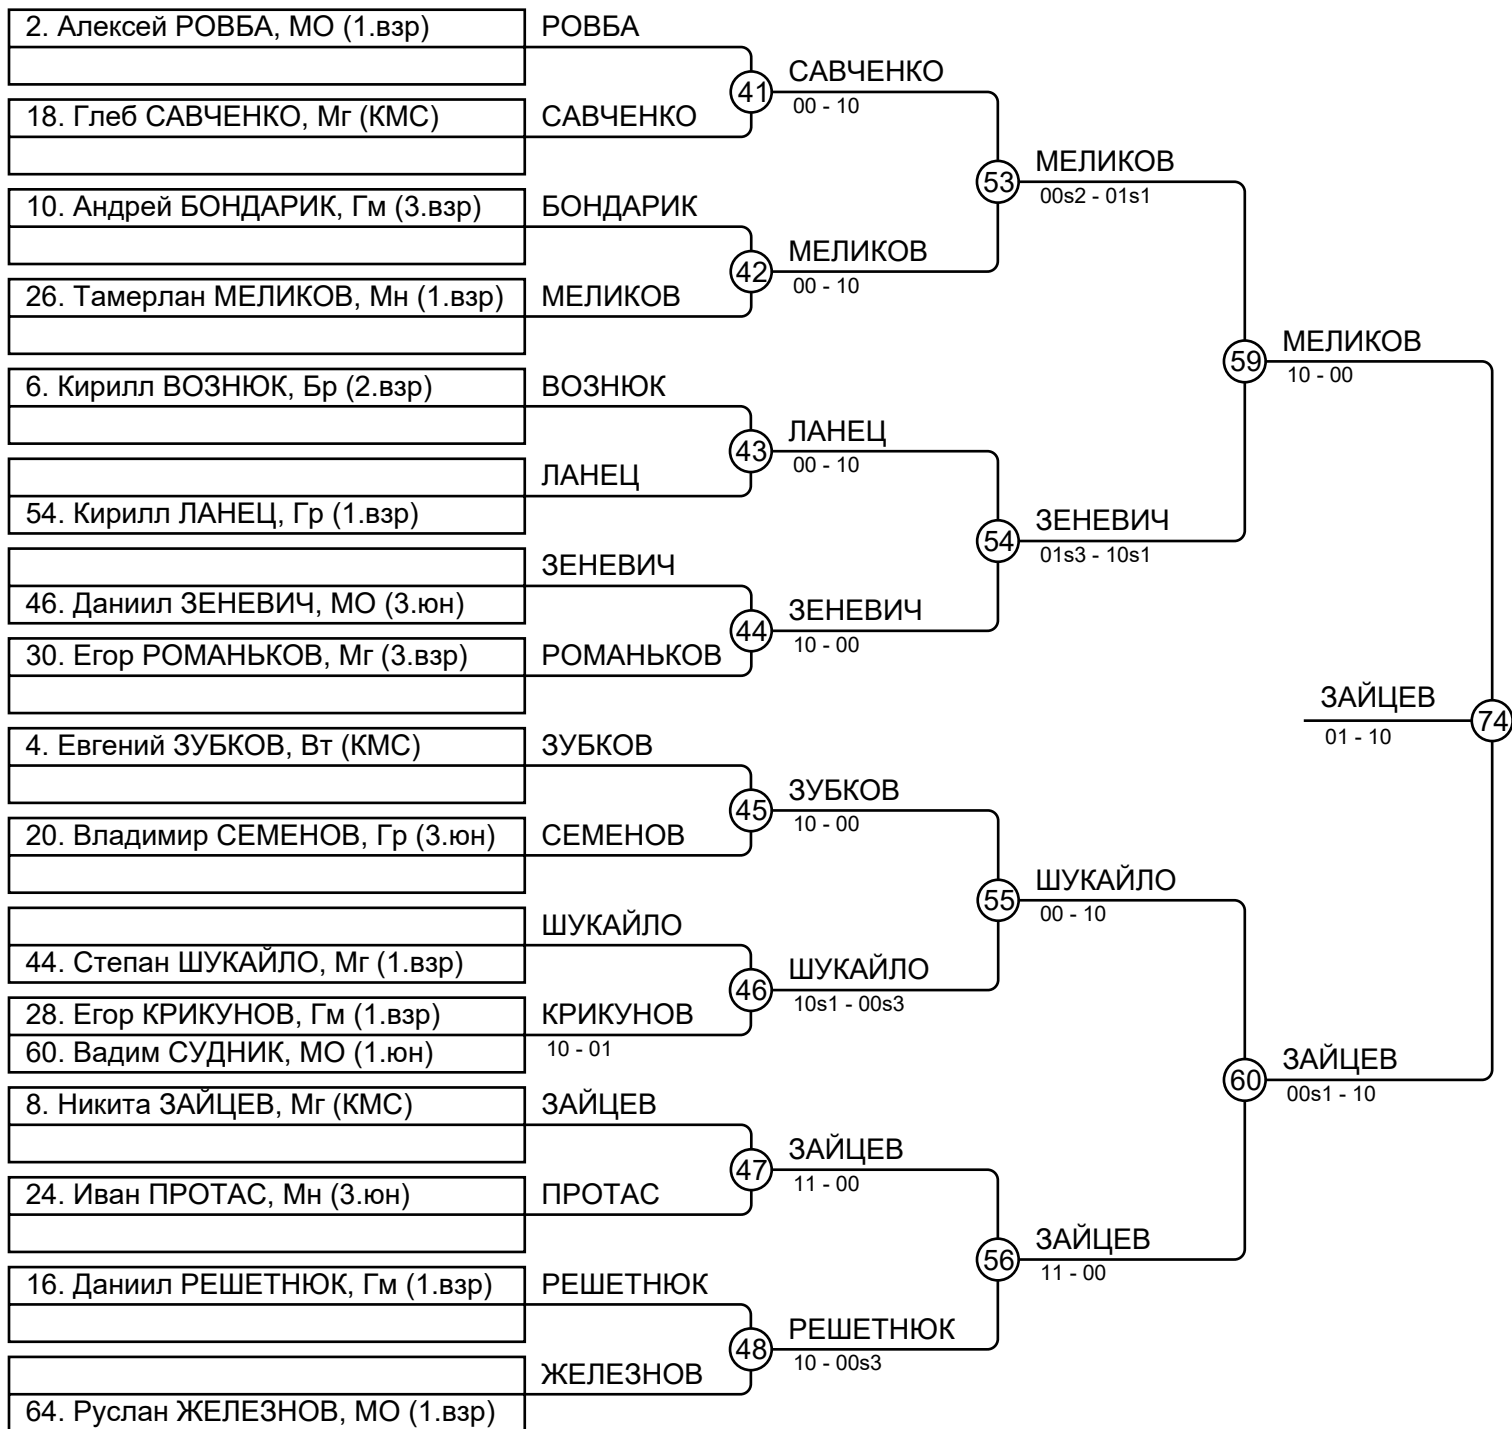 2. Алексей РОВБА, МО (1.взр)
РОВБА
САВЧЕНКО
41
00 - 10
18. Глеб САВЧЕНКО, Мг (КМС)
САВЧЕНКО
МЕЛИКОВ
53
00s2 - 01s1
10. Андрей БОНДАРИК, Гм (3.взр)
БОНДАРИК
МЕЛИКОВ
42
00 - 10
26. Тамерлан МЕЛИКОВ, Мн (1.взр)
МЕЛИКОВ
МЕЛИКОВ
59
10 - 00
6. Кирилл ВОЗНЮК, Бр (2.взр)
ВОЗНЮК
ЛАНЕЦ
43
00 - 10
ЛАНЕЦ
54. Кирилл ЛАНЕЦ, Гр (1.взр)
ЗЕНЕВИЧ
54
01s3 - 10s1
ЗЕНЕВИЧ
46. Даниил ЗЕНЕВИЧ, МО (3.юн)
ЗЕНЕВИЧ
44
10 - 00
30. Егор РОМАНЬКОВ, Мг (3.взр)
РОМАНЬКОВ
ЗАЙЦЕВ
74
01 - 10
4. Евгений ЗУБКОВ, Вт (КМС)
ЗУБКОВ
ЗУБКОВ
45
10 - 00
20. Владимир СЕМЕНОВ, Гр (3.юн)
СЕМЕНОВ
ШУКАЙЛО
55
00 - 10
ШУКАЙЛО
44. Степан ШУКАЙЛО, Мг (1.взр)
ШУКАЙЛО
46
10s1 - 00s3
28. Егор КРИКУНОВ, Гм (1.взр)
КРИКУНОВ
10 - 01
60. Вадим СУДНИК, МО (1.юн)
ЗАЙЦЕВ
60
00s1 - 10
8. Никита ЗАЙЦЕВ, Мг (КМС)
ЗАЙЦЕВ
ЗАЙЦЕВ
47
11 - 00
24. Иван ПРОТАС, Мн (3.юн)
ПРОТАС
ЗАЙЦЕВ
56
11 - 00
16. Даниил РЕШЕТНЮК, Гм (1.взр)
РЕШЕТНЮК
РЕШЕТНЮК
48
10 - 00s3
ЖЕЛЕЗНОВ
64. Руслан ЖЕЛЕЗНОВ, МО (1.взр)